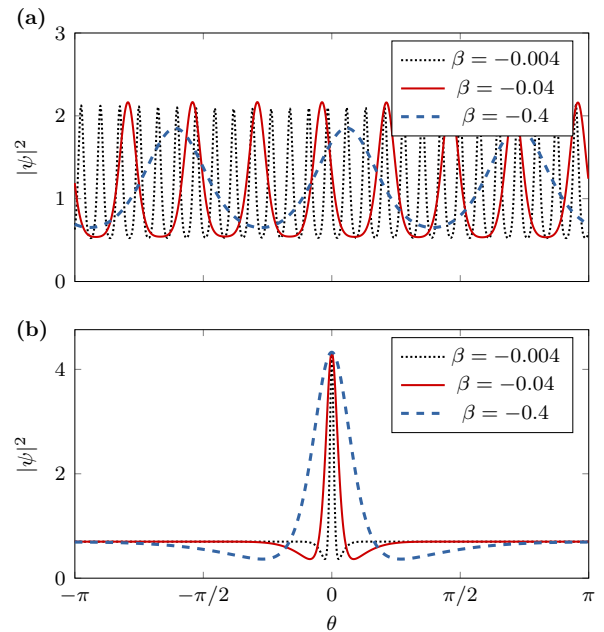 (a)
3
2
1
0
|ψ|²
β = −0.004
β = −0.04
β = −0.4
(b)
4
2
0
|ψ|²
β = −0.004
β = −0.04
β = −0.4
−π
−π/2
0
π/2
π
θ